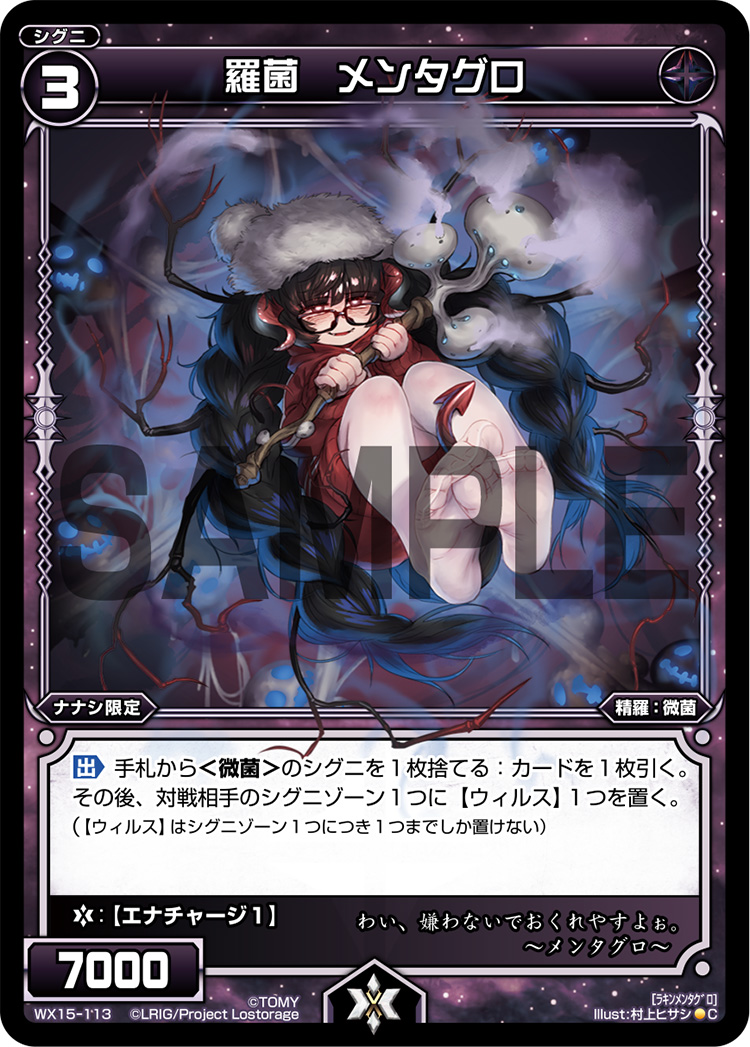 シグニ
3
羅菌　メンタグロ
SAMPLE
ナナシ限定
精羅：微菌
出 手札から<微菌>のシグニを１枚捨てる：カードを１枚引く。
その後、対戦相手のシグニゾーン１つに【ウィルス】１つを置く。
（【ウィルス】はシグニゾーン１つにつき１つまでしか置けない）
：【エナチャージ１】
わい、嫌わないでおくれやすよぉ。
～メンタグロ～
7000
[ラキンメンタグロ]
WX15-113 ©LRIG/Project Lostorage
©TOMY
Illust:村上ヒサシ C